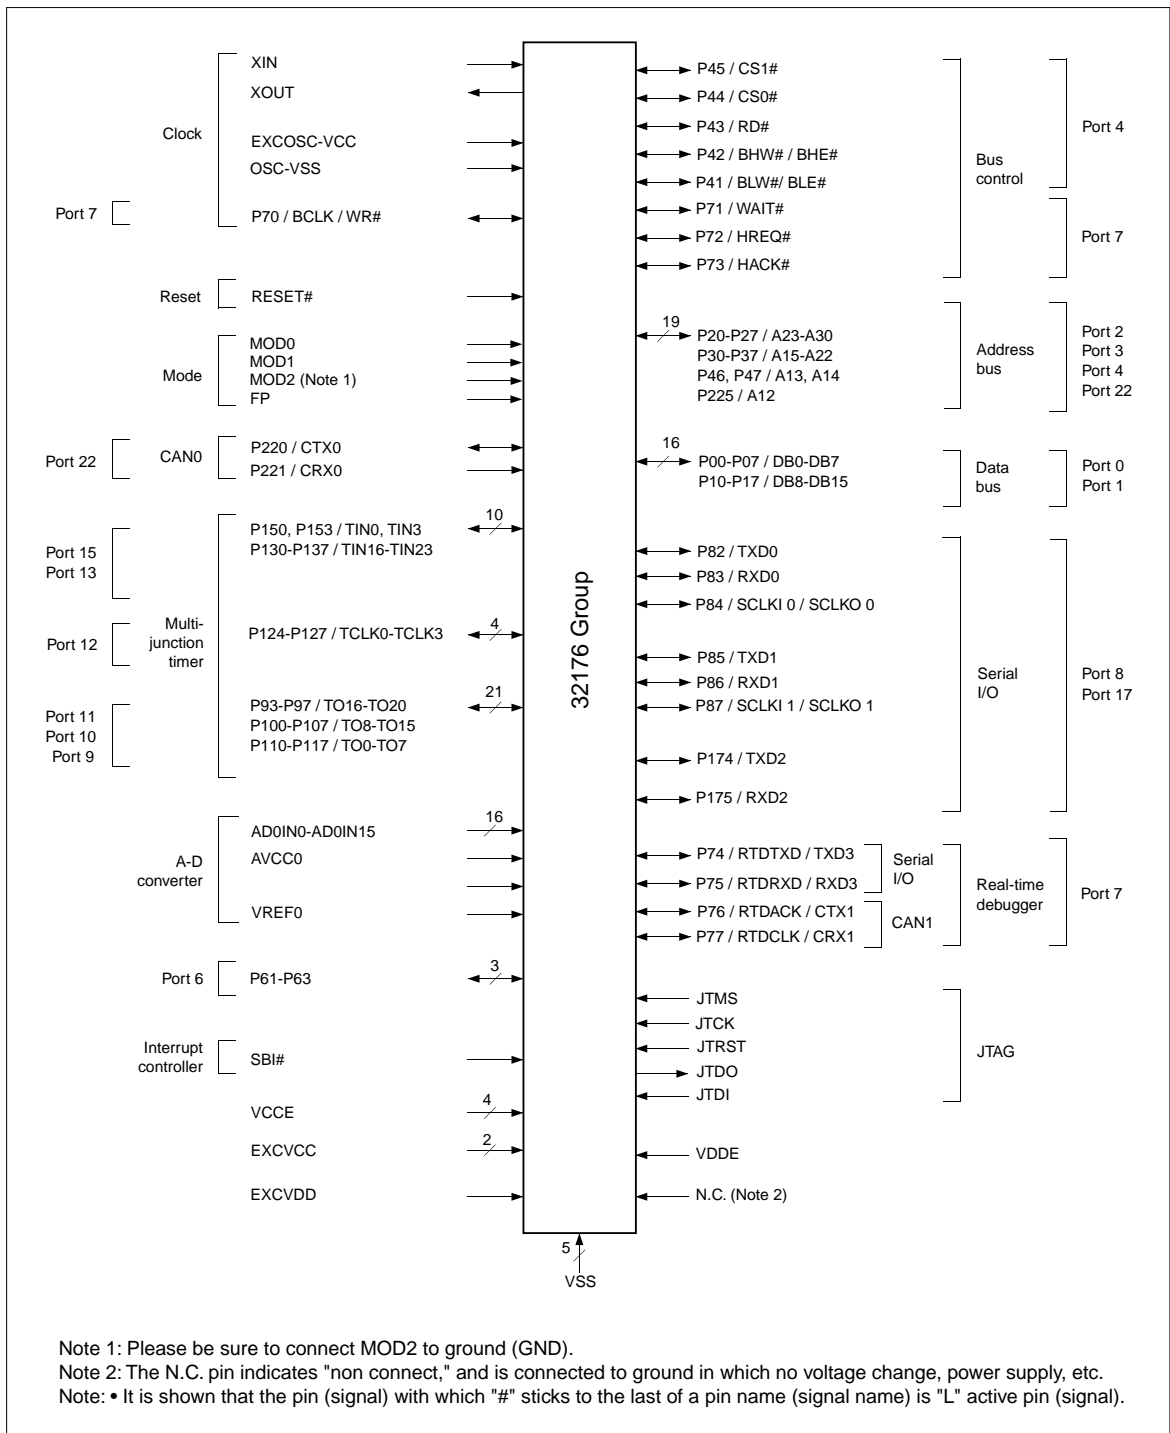 Clock
XIN
XOUT
EXCOSC-VCC
OSC-VSS
Port 7
P70 / BCLK / WR#
Reset
RESET#
Mode
MOD0
MOD1
MOD2 (Note 1)
FP
Port 22
CAN0
P220 / CTX0
P221 / CRX0
Port 15
Port 13
Multi-
junction
timer
P150, P153 / TIN0, TIN3
P130-P137 / TIN16-TIN23
10
Port 12
P124-P127 / TCLK0-TCLK3
4
Port 11
Port 10
Port 9
P93-P97 / TO16-TO20
P100-P107 / TO8-TO15
P110-P117 / TO0-TO7
21
A-D
converter
AD0IN0-AD0IN15
16
AVCC0
VREF0
Port 6
P61-P63
3
Interrupt
controller
SBI#
VCCE
4
EXCVCC
2
EXCVDD
32176 Group
5
VSS
P45 / CS1#
P44 / CS0#
P43 / RD#
P42 / BHW# / BHE#
P41 / BLW#/ BLE#
P71 / WAIT#
P72 / HREQ#
P73 / HACK#
Bus
control
Port 4
Port 7
19
P20-P27 / A23-A30
P30-P37 / A15-A22
P46, P47 / A13, A14
P225 / A12
Address
bus
Port 2
Port 3
Port 4
Port 22
16
P00-P07 / DB0-DB7
P10-P17 / DB8-DB15
Data
bus
Port 0
Port 1
P82 / TXD0
P83 / RXD0
P84 / SCLKI 0 / SCLKO 0
P85 / TXD1
P86 / RXD1
P87 / SCLKI 1 / SCLKO 1
P174 / TXD2
P175 / RXD2
Serial
I/O
Port 8
Port 17
P74 / RTDTXD / TXD3
P75 / RTDRXD / RXD3
P76 / RTDACK / CTX1
P77 / RTDCLK / CRX1
Serial
I/O
CAN1
Real-time
debugger
Port 7
JTMS
JTCK
JTRST
JTDO
JTDI
JTAG
VDDE
N.C. (Note 2)
Note 1: Please be sure to connect MOD2 to ground (GND).
Note 2: The N.C. pin indicates "non connect," and is connected to ground in which no voltage change, power supply, etc.
Note: • It is shown that the pin (signal) with which "#" sticks to the last of a pin name (signal name) is "L" active pin (signal).